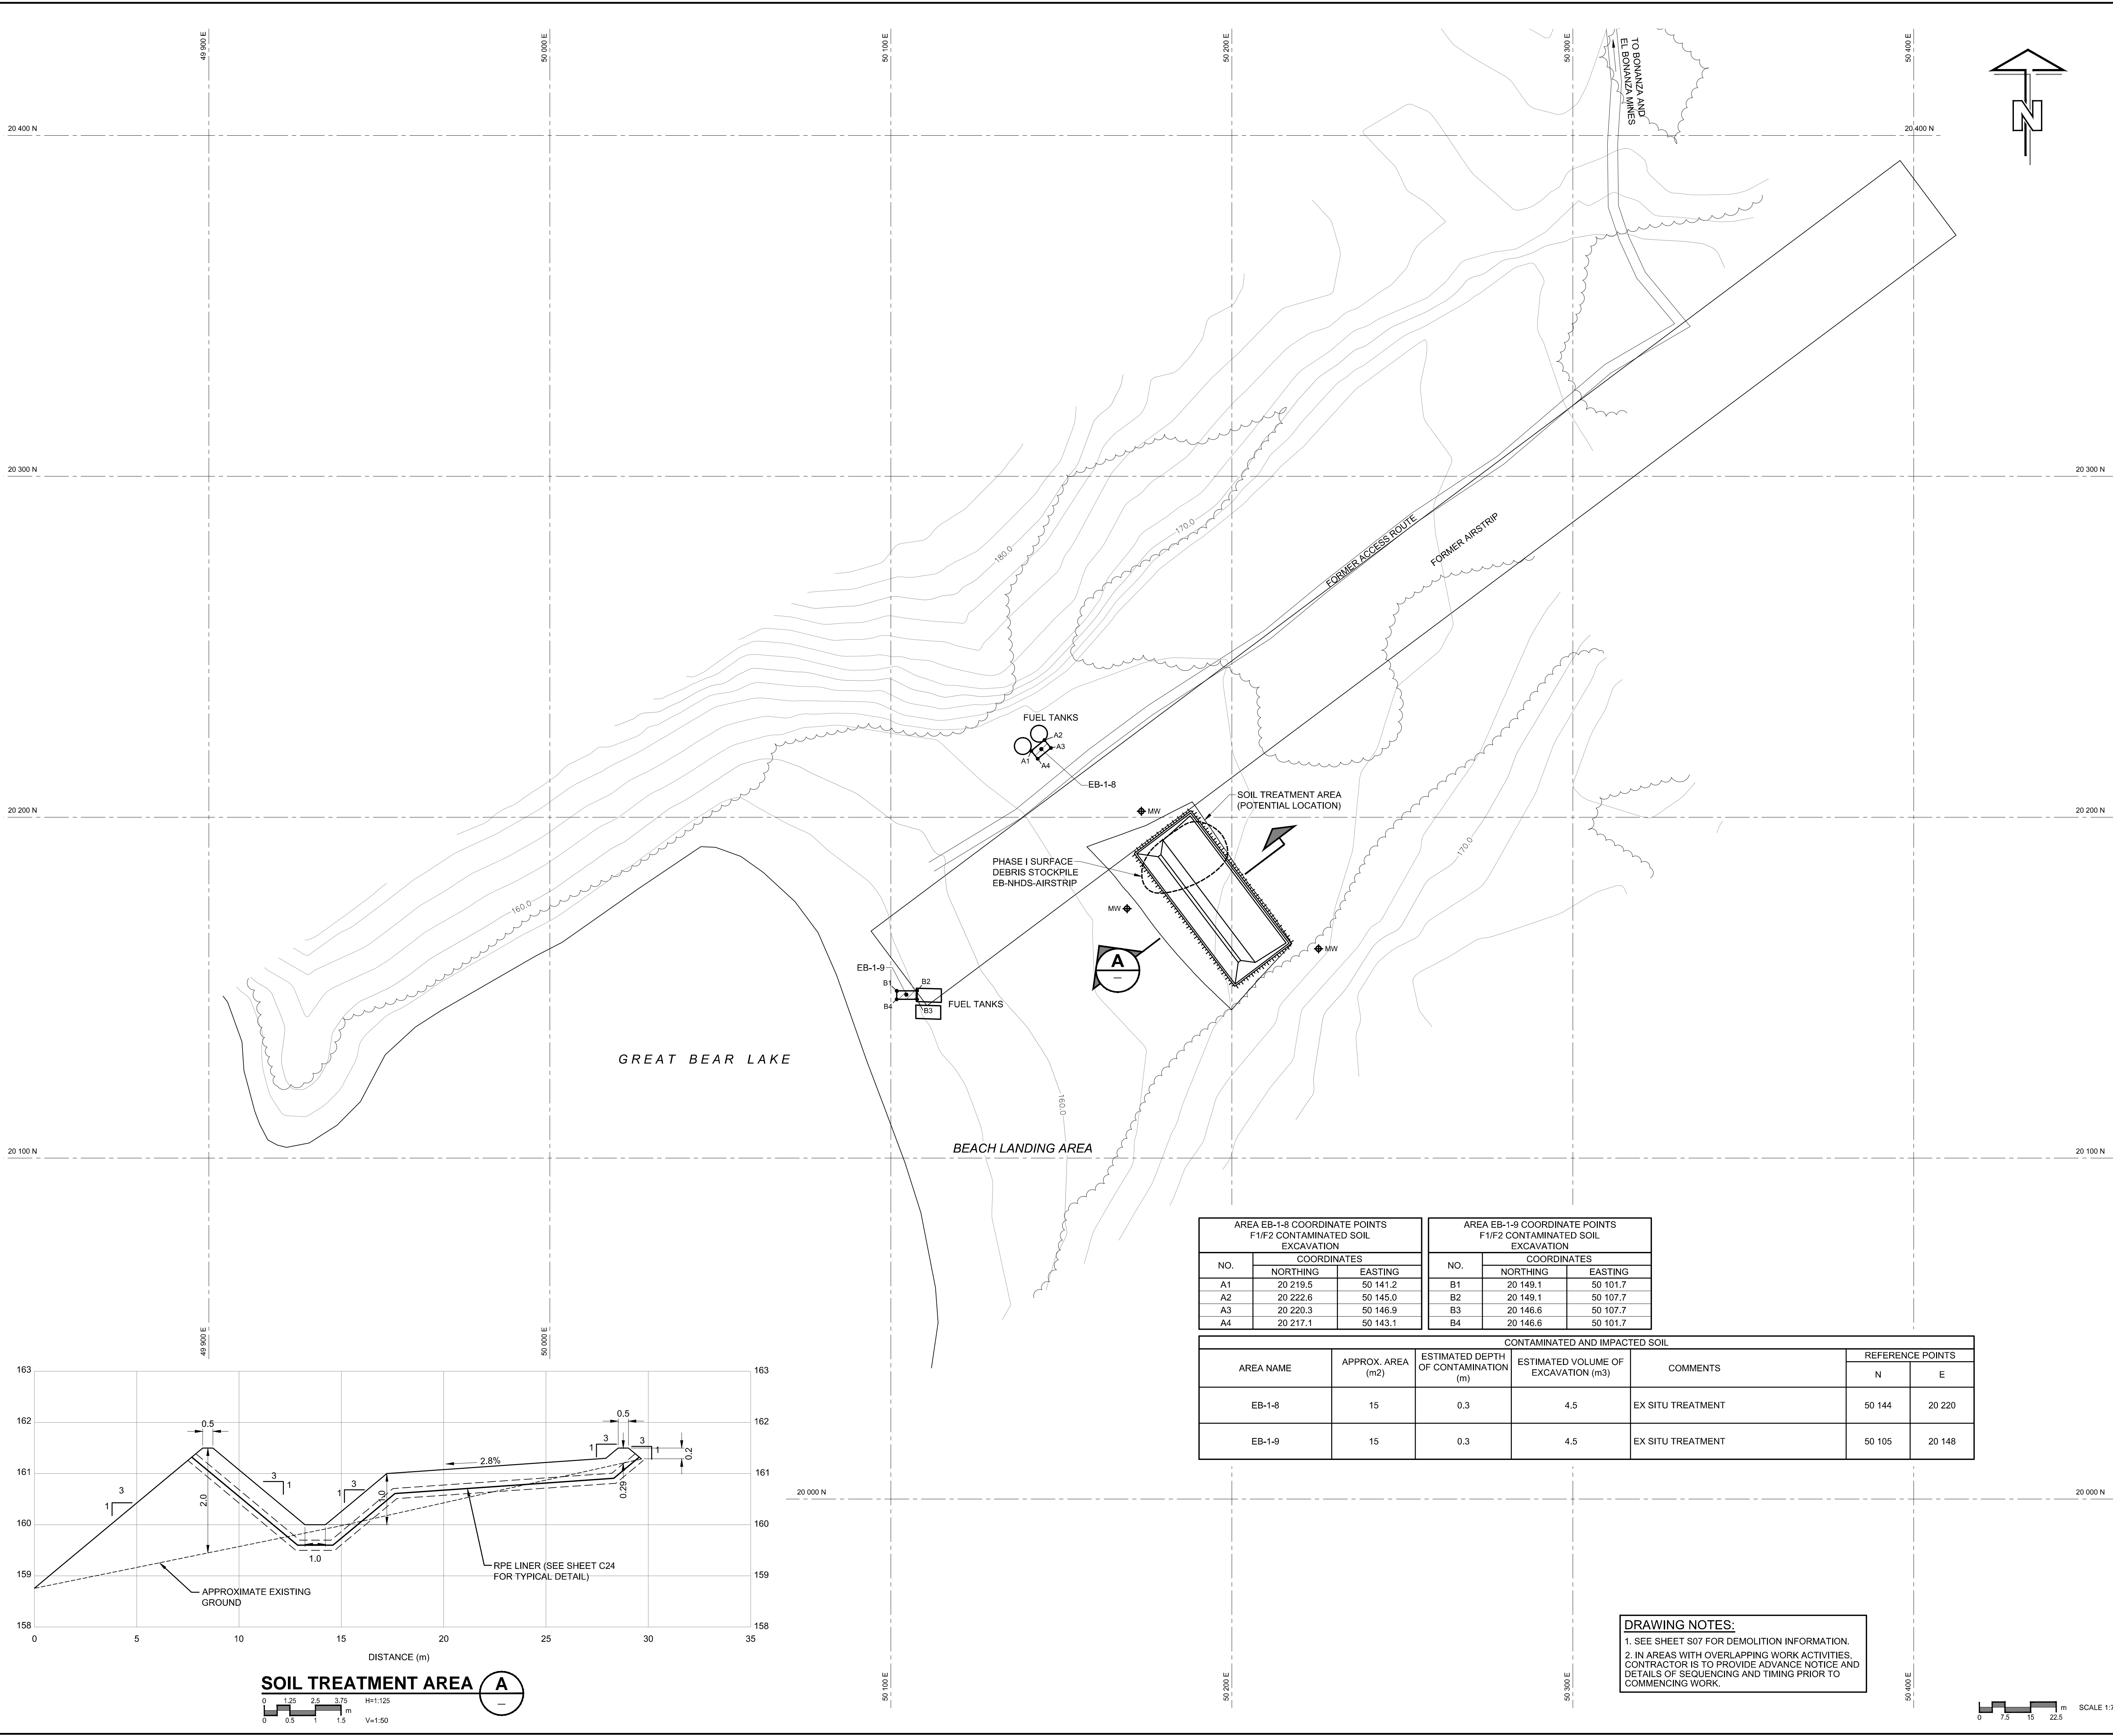 49 900 E
50 000 E
50 100 E
50 200 E
50 300 E
50 400 E
TO BONANZA AND
EL BONANZA MINES
N
20 400 N
20 400 N
20 300 N
20 300 N
170.0
180.0
FORMER ACCESS ROUTE
FORMER AIRSTRIP
FUEL TANKS
A2
A3
A1
A4
EB-1-8
20 200 N
20 200 N
SOIL TREATMENT AREA
(POTENTIAL LOCATION)
MW
PHASE I SURFACE
DEBRIS STOCKPILE
EB-NHDS-AIRSTRIP
170.0
160.0
MW
MW
A
–
EB-1-9
B1
B2
B4
B3
FUEL TANKS
GREAT BEAR LAKE
160.0
BEACH LANDING AREA
20 100 N
20 100 N
AREA EB-1-8 COORDINATE POINTS
F1/F2 CONTAMINATED SOIL
EXCAVATION
NO.
COORDINATES
NORTHING EASTING
A1 20 219.5 50 141.2
A2 20 222.6 50 145.0
A3 20 220.3 50 146.9
A4 20 217.1 50 143.1
AREA EB-1-9 COORDINATE POINTS
F1/F2 CONTAMINATED SOIL
EXCAVATION
NO.
COORDINATES
NORTHING EASTING
B1 20 149.1 50 101.7
B2 20 149.1 50 107.7
B3 20 146.6 50 107.7
B4 20 146.6 50 101.7
CONTAMINATED AND IMPACTED SOIL
AREA NAME
APPROX. AREA
(m2)
ESTIMATED DEPTH
OF CONTAMINATION
(m)
ESTIMATED VOLUME OF
EXCAVATION (m3)
COMMENTS
REFERENCE POINTS
N E
EB-1-8 15 0.3 4.5 EX SITU TREATMENT 50 144 20 220
EB-1-9 15 0.3 4.5 EX SITU TREATMENT 50 105 20 148
49 900 E
50 000 E
20 000 N
20 000 N
163
162
161
160
159
158
163
162
161
160
159
158
0.5
3
1
2.0
3
1
3
1
1.0
1.0
2.8%
0.5
3
1
3
1
0.2
0.29
RPE LINER (SEE SHEET C24
FOR TYPICAL DETAIL)
APPROXIMATE EXISTING
GROUND
0 5 10 15 20 25 30 35
DISTANCE (m)
SOIL TREATMENT AREA
A
–
0 1.25 2.5 3.75 H=1:125
m
0 0.5 1 1.5 V=1:50
50 100 E
50 200 E
50 300 E
50 400 E
DRAWING NOTES:
1. SEE SHEET S07 FOR DEMOLITION INFORMATION.
2. IN AREAS WITH OVERLAPPING WORK ACTIVITIES,
CONTRACTOR IS TO PROVIDE ADVANCE NOTICE AND
DETAILS OF SEQUENCING AND TIMING PRIOR TO
COMMENCING WORK.
0 7.5 15 22.5 m SCALE